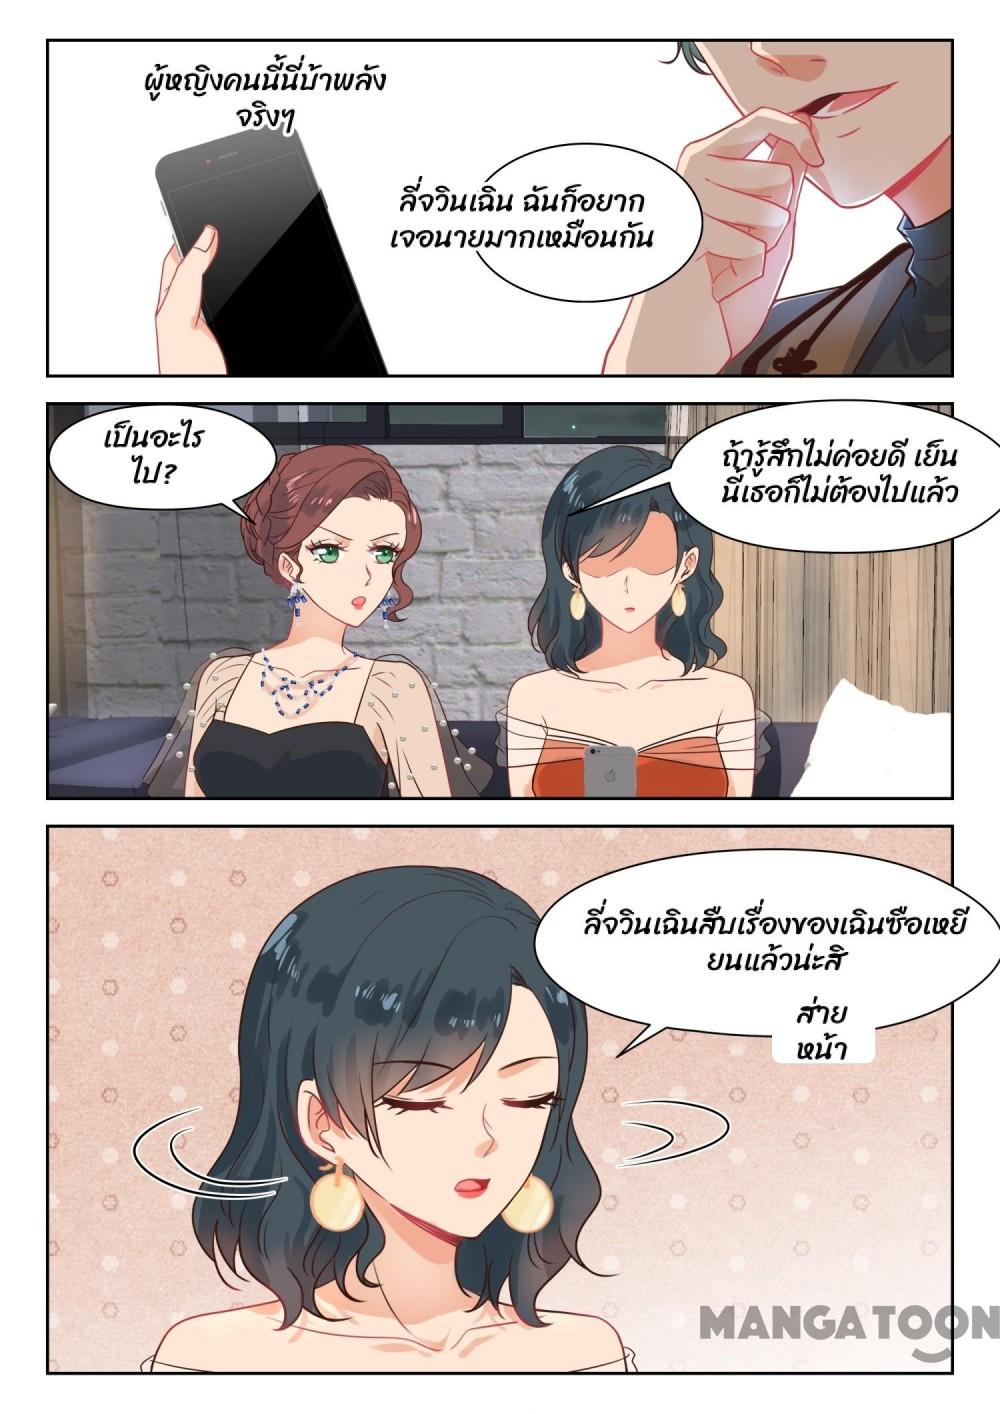 ผู้หญิงคนนี้นี่บ้าพลัง
จริงๆ
ลี่จวินเฉิน ฉันก็อยาก
เจอนายมากเหมือนกัน
เป็นอะไร
ไป?
ถ้ารู้สึกไม่ค่อยดี เย็น
นี้เธอก็ไม่ต้องไปแล้ว
ลี่จวินเฉินสืบเรื่องของเฉินซือเหยี
ยนแล้วน่ะสิ
ส่าย
หน้า
MANGATOON